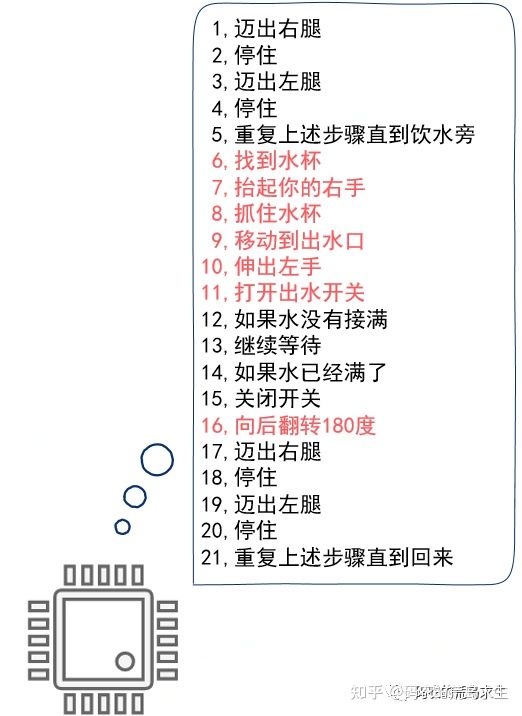 1,迈出右腿
2,停住
3,迈出左腿
4,停住
5,重复上述步骤直到饮水旁
6,找到水杯
7,抬起你的右手
8,抓住水杯
9,移动到出水口
10,伸出左手
11,打开出水开关
12,如果水没有接满
13,继续等待
14,如果水已经满了
15,关闭开关
16,向后翻转180度
17,迈出右腿
18,停住
19,迈出左腿
20,停住
21,重复上述步骤直到回来
知乎
的荒岛求生